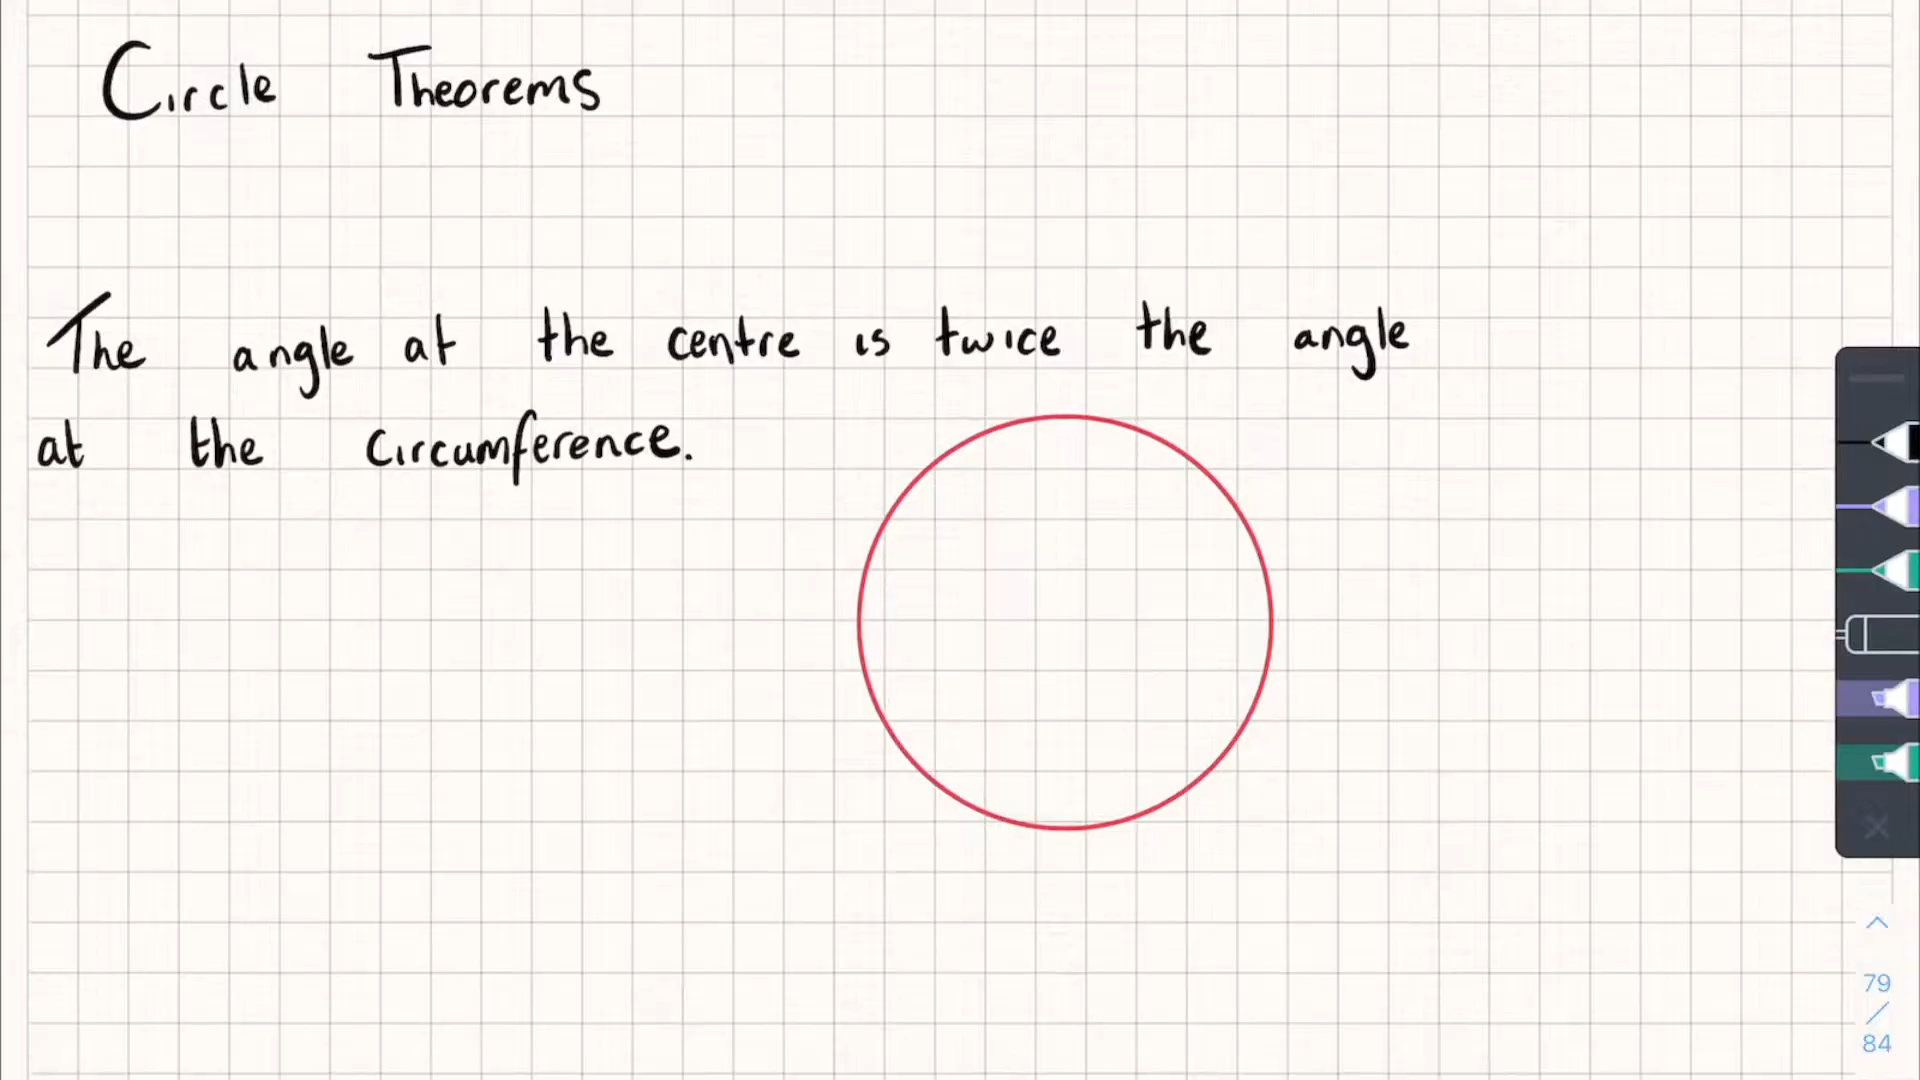 Circle Theorems
The angle at the centre is twice the angle
at the circumference.
79
/
84